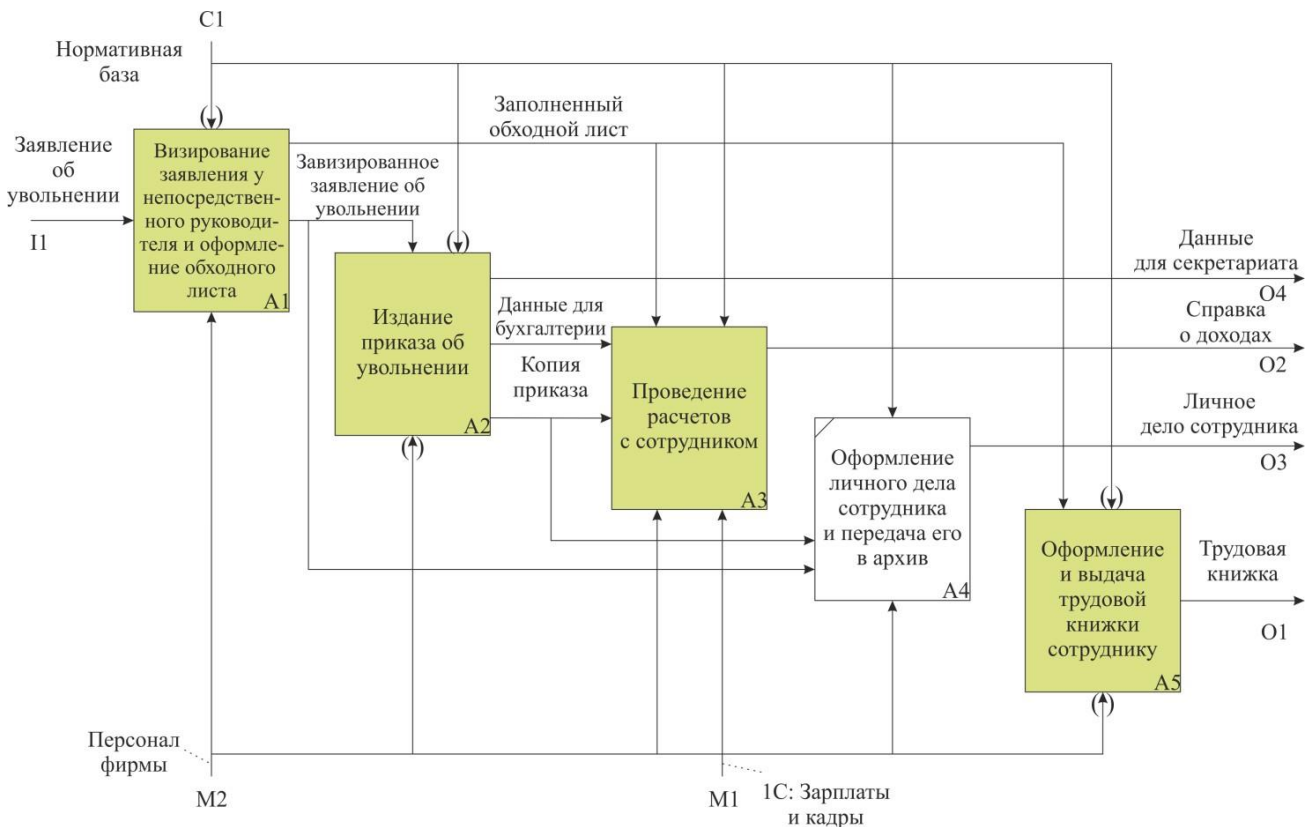 C1
Нормативная
база
Заявление
об
увольнении
I1
Визирование
заявления у
непосредствен-
ного руководи-
теля и оформле-
ние обходного
листа
A1
Заполненный
обходной лист
Завизированное
заявление об
увольнении
Издание
приказа об
увольнении
A2
Данные для
бухгалтерии
Копия
приказа
Проведение
расчетов
с сотрудником
A3
Оформление
личного дела
сотрудника
и передача его
в архив
A4
Оформление
и выдача
трудовой
книжки
сотруднику
A5
Данные
для секретариата
O4
Справка
о доходах
O2
Личное
дело сотрудника
O3
Трудовая
книжка
O1
Персонал
фирмы
M2
M1
1С: Зарплаты
и кадры